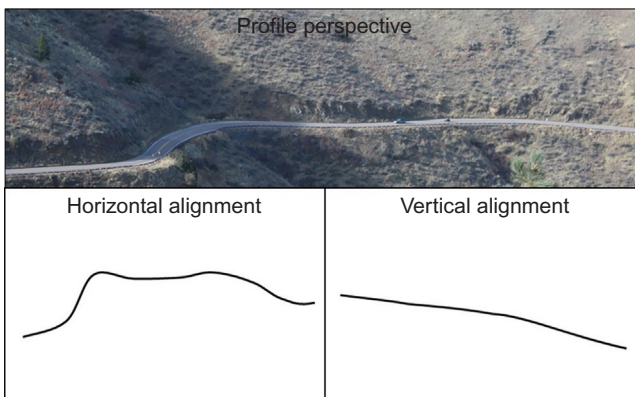 Profile perspective
Horizontal alignment
Vertical alignment